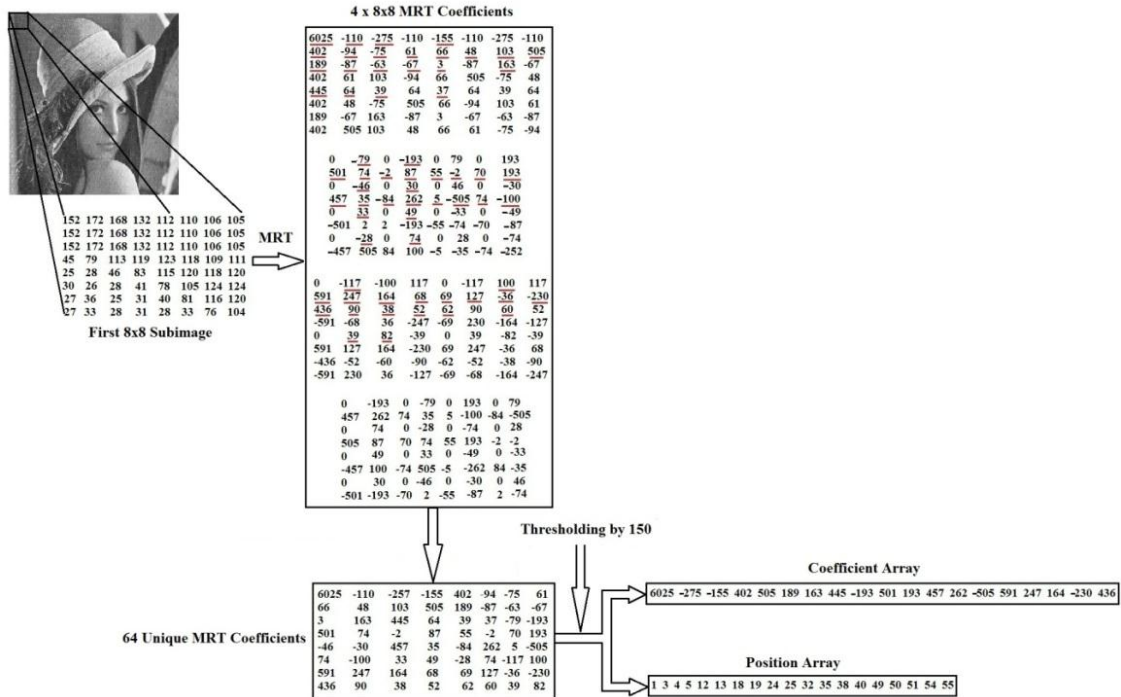 4 x 8x8 MRT Coefficients
6025 -110 -275 -110 -155 -110 -275 -110
402 -94 -75 61 66 48 103 505
189 -87 -63 -67 3 -87 163 -67
402 61 103 -94 66 505 -75 48
445 64 39 64 37 64 39 64
402 48 -75 505 66 -94 103 61
189 -67 163 -87 3 -67 -63 -87
402 505 103 48 66 61 -75 -94
0 -79 0 -193 0 79 0 193
501 74 -2 87 55 -2 70 193
0 -46 0 30 0 46 0 -30
457 35 -84 262 5 -505 74 -100
0 33 0 49 0 -33 0 -49
-501 2 2 -193 -55 -74 -70 -87
0 -28 0 74 0 28 0 -74
-457 505 84 100 -5 -35 -74 -252
152 172 168 132 112 110 106 105
152 172 168 132 112 110 106 105
152 172 168 132 112 110 106 105
45 79 113 119 123 118 109 111
25 28 46 83 115 120 118 120
30 26 28 41 78 105 124 124
27 36 25 31 40 81 116 120
27 33 28 31 28 33 76 104
First 8x8 Subimage
MRT
0 -117 -100 117 0 -117 100 117
591 247 164 68 69 127 -36 -230
436 90 38 52 62 90 60 52
-591 -68 36 -247 -69 230 -164 -127
0 39 82 -39 0 39 -82 -39
591 127 164 -230 69 247 -36 68
-436 -52 -60 -90 -62 -52 -38 -90
-591 230 36 -127 -69 -68 -164 -247
0 -193 0 -79 0 193 0 79
457 262 74 35 5 -100 -84 -505
0 74 0 -28 0 -74 0 28
505 87 70 74 55 193 -2 -2
0 49 0 33 0 -49 0 -33
-457 100 -74 505 -5 -262 84 -35
0 30 0 -46 0 -30 0 46
-501 -193 -70 2 -55 -87 2 -74
Thresholding by 150
64 Unique MRT Coefficients
6025 -110 -257 -155 402 -94 -75 61
66 48 103 505 189 -87 -63 -67
3 163 445 64 39 37 -79 -193
501 74 -2 87 55 -2 70 193
-46 -30 457 35 -84 262 5 -505
74 -100 33 49 -28 74 -117 100
591 247 164 68 69 127 -36 -230
436 90 38 52 62 60 39 82
Coefficient Array
6025 -275 -155 402 505 189 163 445 -193 501 193 457 262 -505 591 247 164 -230 436
Position Array
1 3 4 5 12 13 18 19 24 25 32 35 38 40 49 50 51 54 55